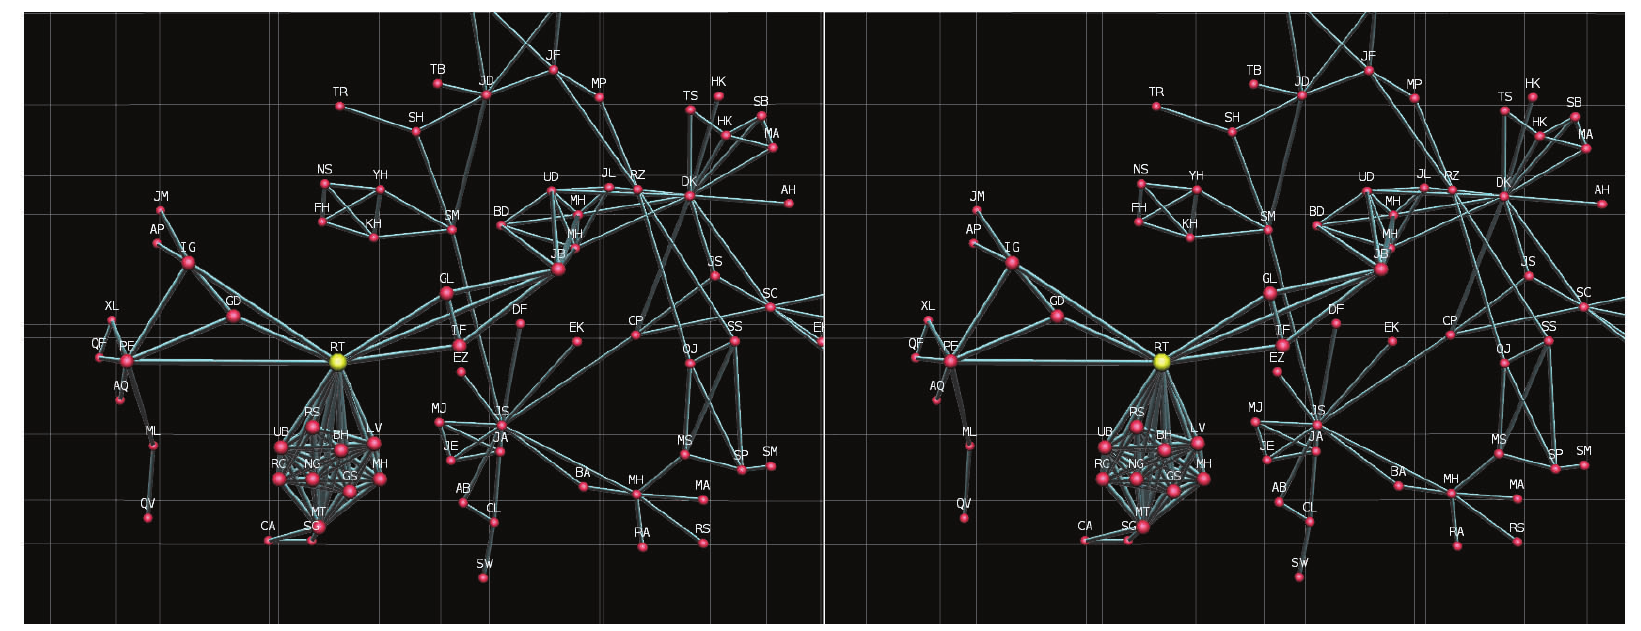 JF JF
TB JD TB JD
TR MP HK TR MP HK
TS SB TS SB
SH HK SH HK
MA MA
NS YH UD JL RZ DK AH NS YH UD JL RZ DK AH
JM MH JM MH
FH KH SM BD FH KH SM BD
AP IG MH AP IG MH
JB JB
GL JS GL JS
XL GD DF SC XL GD DF SC
CP CP
QF PF RT IF EK SS QF PF RT IF EK SS
EZ QJ EZ QJ
AQ AQ
RS MJ JS RS MJ JS
ML UB BH LV JA ML UB BH LV JA
JE MS SP SM JE MS SP SM
RG NG MH RG NG MH
GS BA MH MA GS BA MH MA
QV MT AB CL QV MT AB CL
CA SG RA RS CA SG RA RS
SW SW